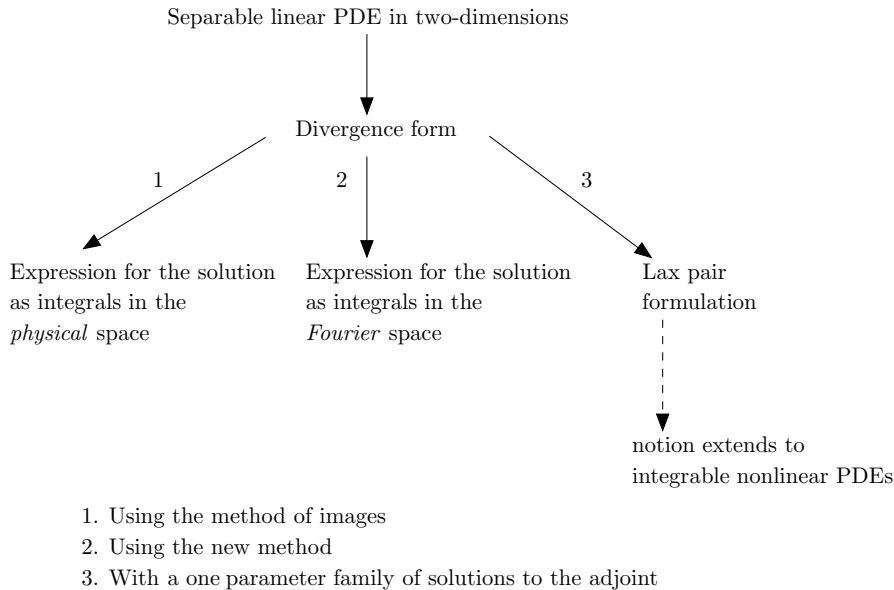 Separable linear PDE in two-dimensions
Divergence form
1
2
3
Expression for the solution
as integrals in the
physical space
Expression for the solution
as integrals in the
Fourier space
Lax pair
formulation
notion extends to
integrable nonlinear PDEs
1. Using the method of images
2. Using the new method
3. With a one parameter family of solutions to the adjoint